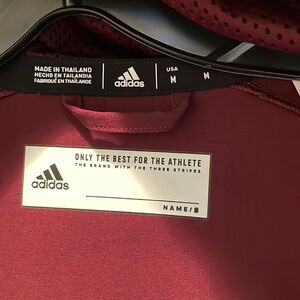 MADE IN THAILAND
HECHO EN TAILANDIA
FABRIQUÉ EN THAÏLANDE
adidas
USA
M
M
ONLY THE BEST FOR THE ATHLETE
THE BRAND WITH THE THREE STRIPES
adidas
NAME/#